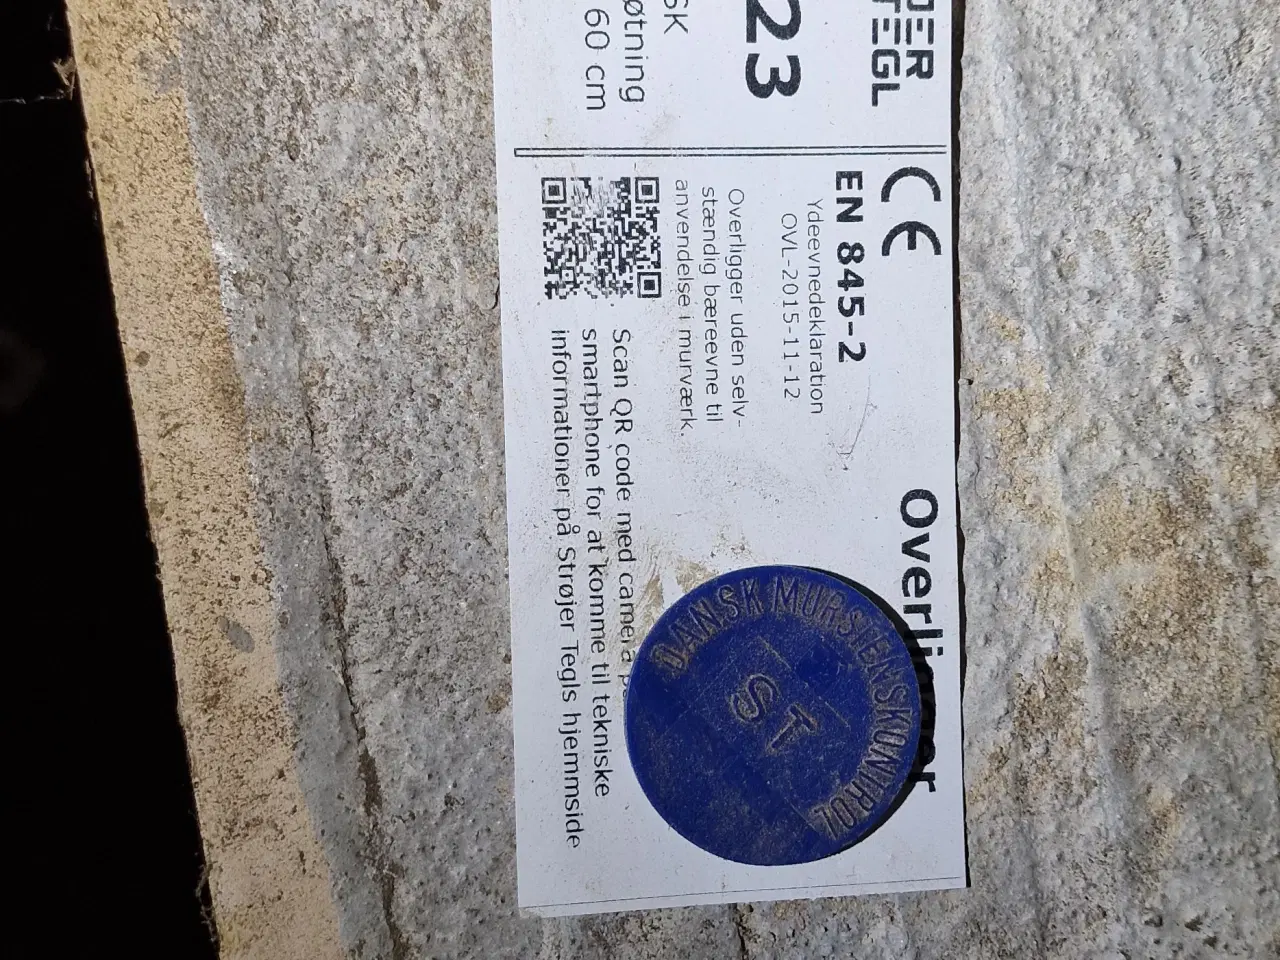 DER
TEGL
23
SK
øtning
60 cm
CE
EN 845-2
Ydeevnedeklaration
OVL-2015-11-12
Overligger uden selv-
stændig bæreevne til
anvendelse i murværk.
Scan QR code med camera på
smartphone for at komme til tekniske
informationer på Strøjer Tegls hjemmside
Overligger
DANSK MURSTENSKONTROL
ST